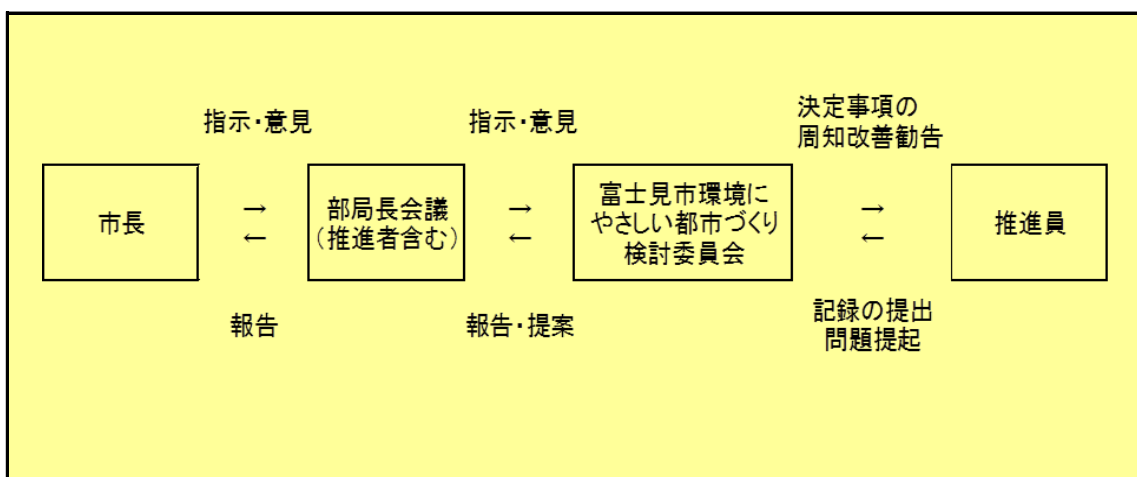 指示・意見
指示・意見
決定事項の
周知改善勧告
市長
→
←
部局長会議
（推進者含む）
→
←
富士見市環境に
やさしい都市づくり
検討委員会
→
←
推進員
報告
報告・提案
記録の提出
問題提起